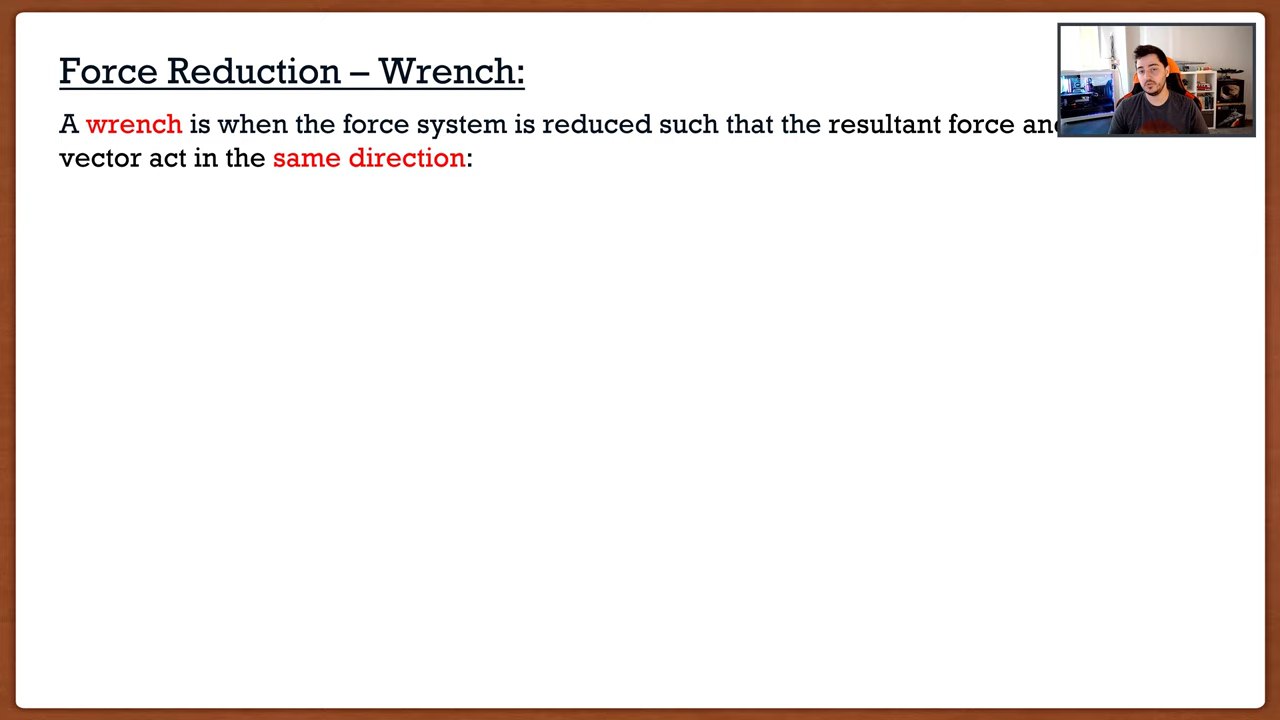 Force Reduction – Wrench:
A wrench is when the force system is reduced such that the resultant force
vector act in the same direction: